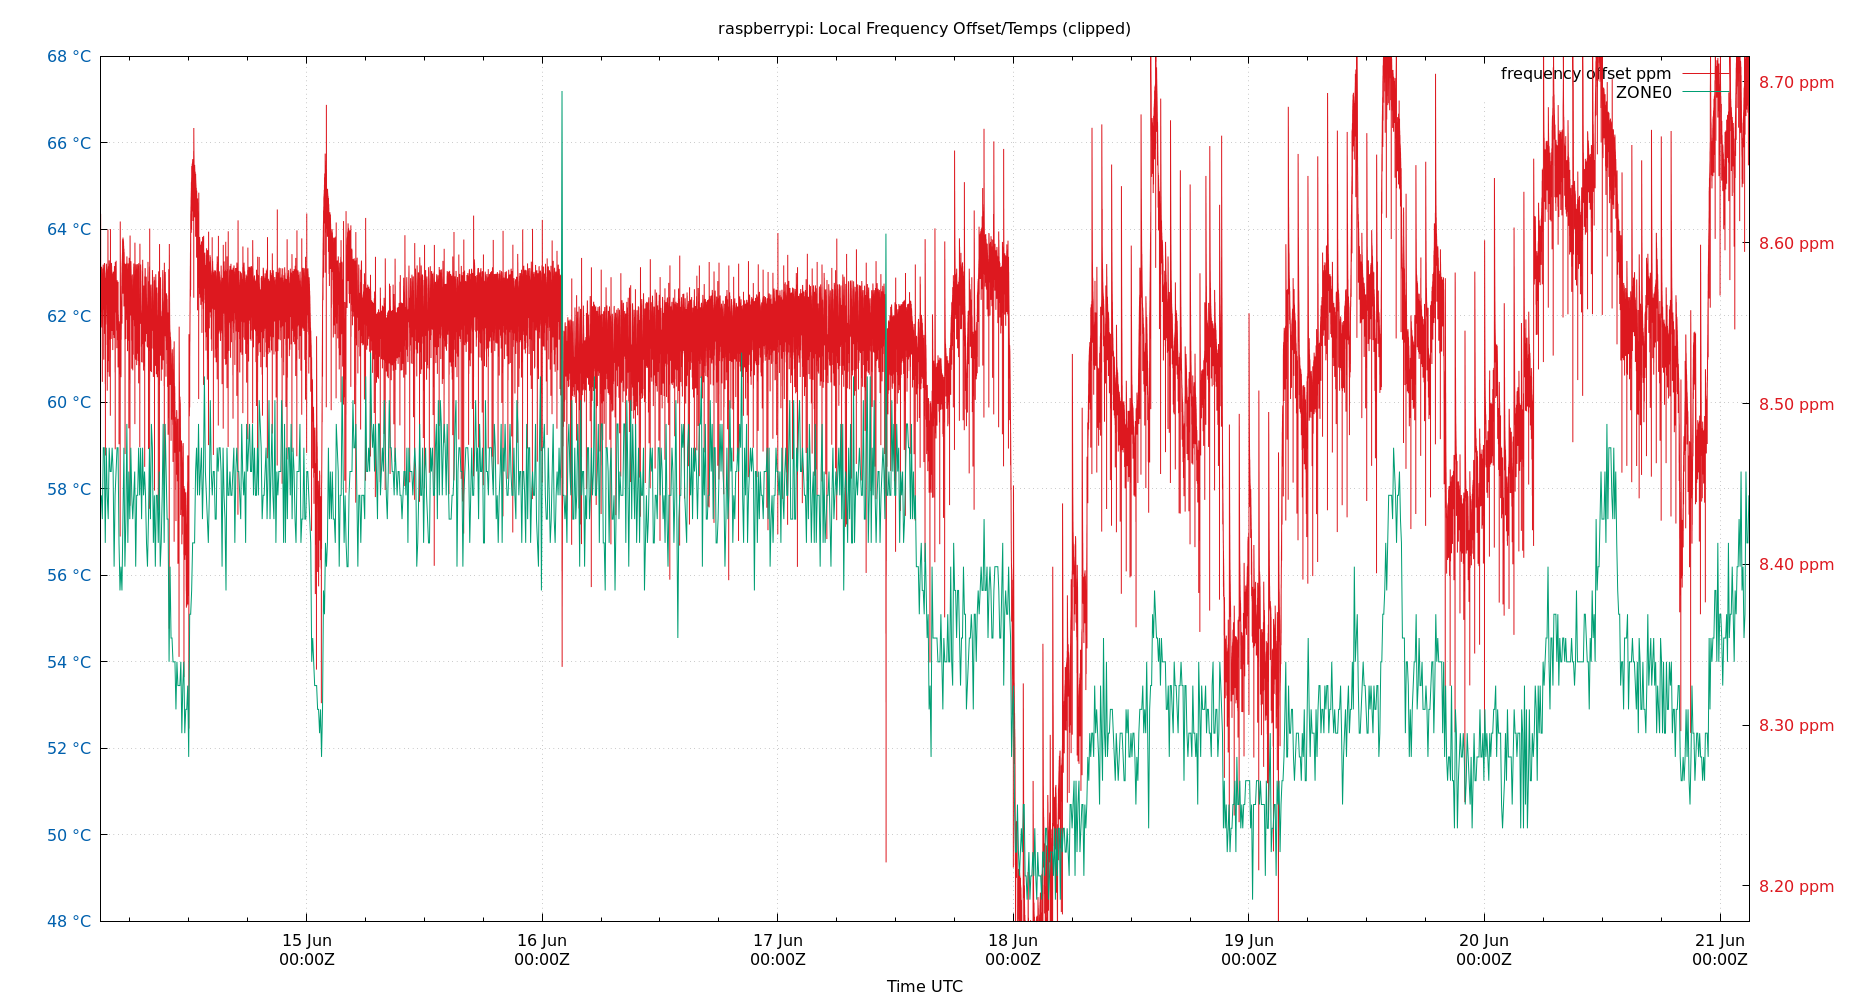 raspberrypi: Local Frequency Offset/Temps (clipped)
68 °C
66 °C
64 °C
62 °C
60 °C
58 °C
56 °C
54 °C
52 °C
50 °C
48 °C
frequency offset ppm
ZONE0
8.70 ppm
8.60 ppm
8.50 ppm
8.40 ppm
8.30 ppm
8.20 ppm
15 Jun
00:00Z
16 Jun
00:00Z
17 Jun
00:00Z
18 Jun
00:00Z
19 Jun
00:00Z
20 Jun
00:00Z
21 Jun
00:00Z
Time UTC